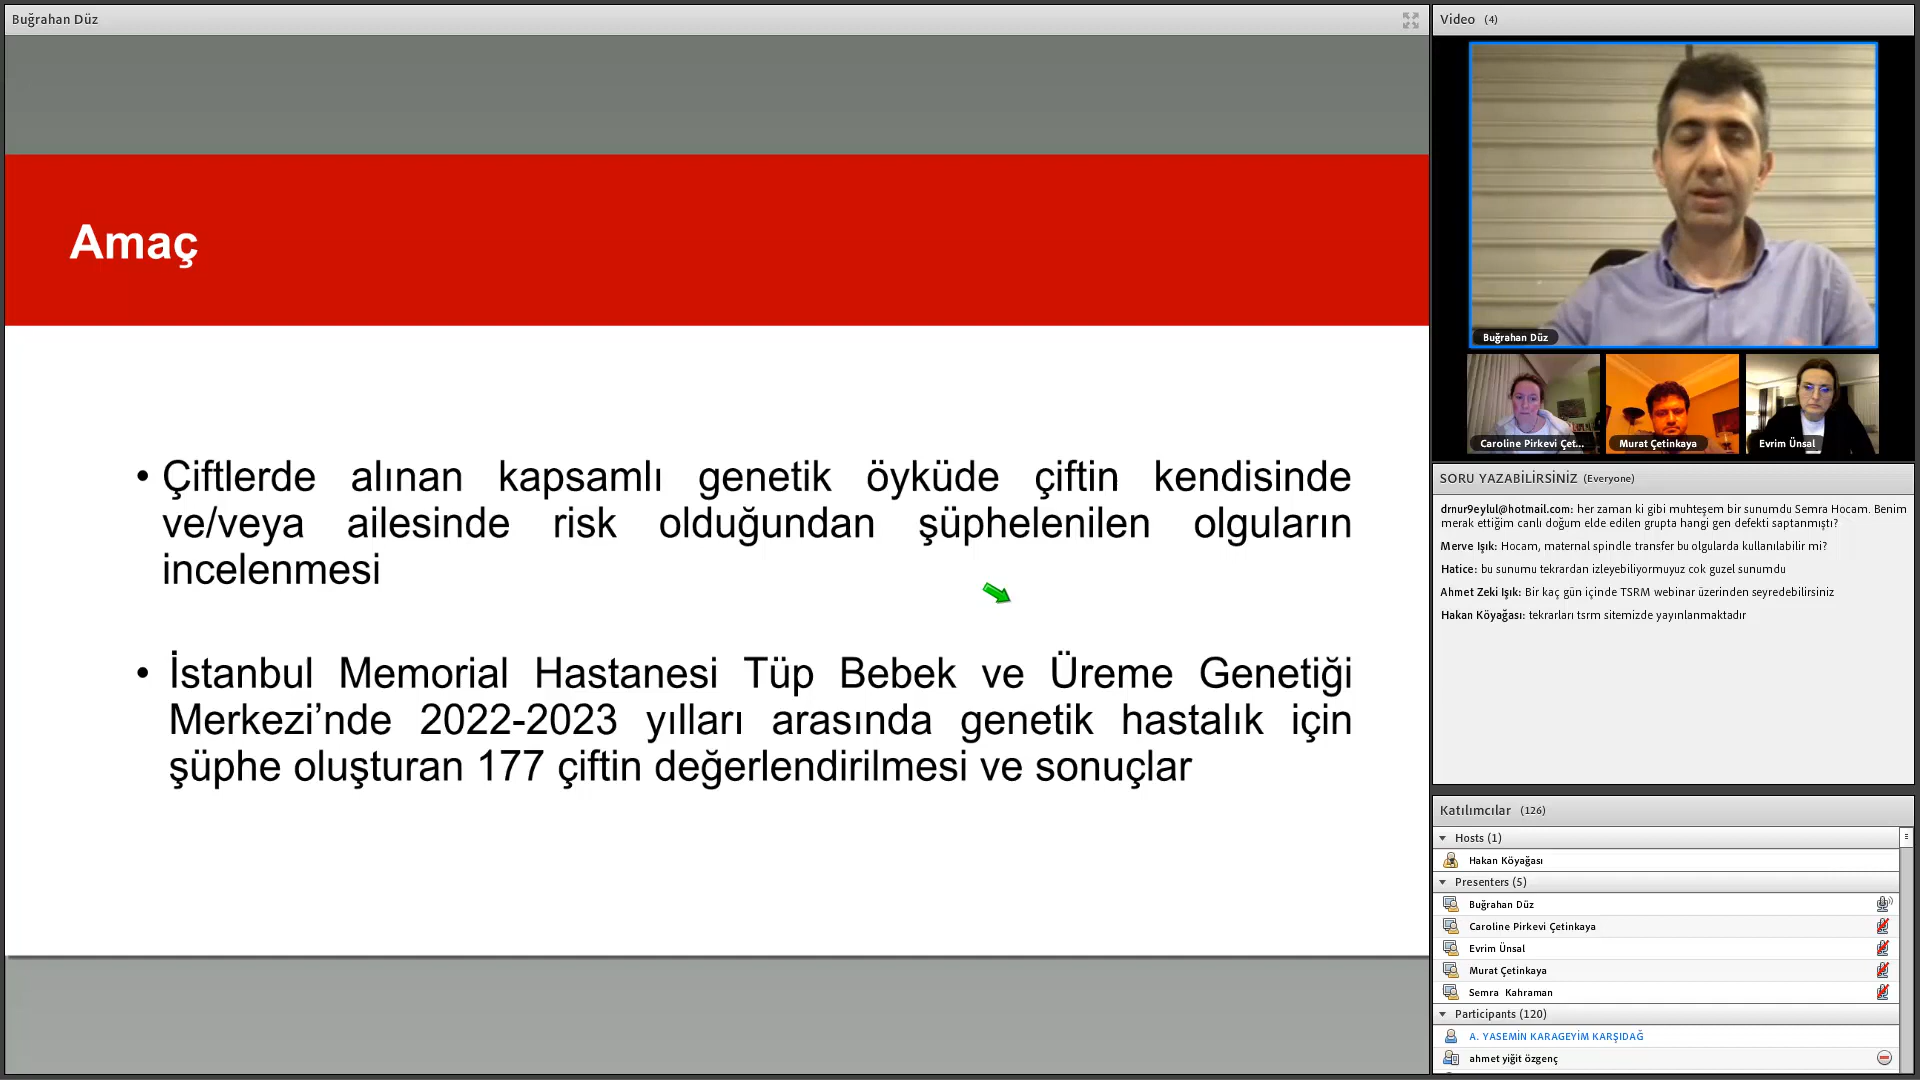 Buğrahan Düz
Amaç
• Çiftlerde alınan kapsamlı genetik öyküde çiftin kendisinde
ve/veya ailesinde risk olduğundan şüphelenilen olguların
incelenmesi
• İstanbul Memorial Hastanesi Tüp Bebek ve Üreme Genetiği
Merkezi’nde 2022-2023 yılları arasında genetik hastalık için
şüphe oluşturan 177 çiftin değerlendirilmesi ve sonuçlar
Video (4)
Buğrahan Düz
Caroline Pirkevi Çet...
Murat Çetinkaya
Evrim Ünsal
SORU YAZABİLİRSİNİZ (Everyone)
drnur9eylul@hotmail.com: her zaman ki gibi muhteşem bir sunumdu Semra Hocam. Benim
merak ettiğim canlı doğum elde edilen grupta hangi gen defekti saptanmıştı?
Merve Işık: Hocam, maternal spindle transfer bu olgularda kullanılabilir mi?
Hatice: bu sunumu tekrardan izleyebiliyormuyuz cok guzel sunumdu
Ahmet Zeki Işık: Bir kaç gün içinde TSRM webinar üzerinden seyredebilirsiniz
Hakan Köyağası: tekrarları tsrm sitemizde yayınlanmaktadır
Katılımcılar (126)
Hosts (1)
Hakan Köyağası
Presenters (5)
Buğrahan Düz
Caroline Pirkevi Çetinkaya
Evrim Ünsal
Murat Çetinkaya
Semra Kahraman
Participants (120)
A. YASEMİN KARAGEYİM KARŞIDAĞ
ahmet yiğit özgenç